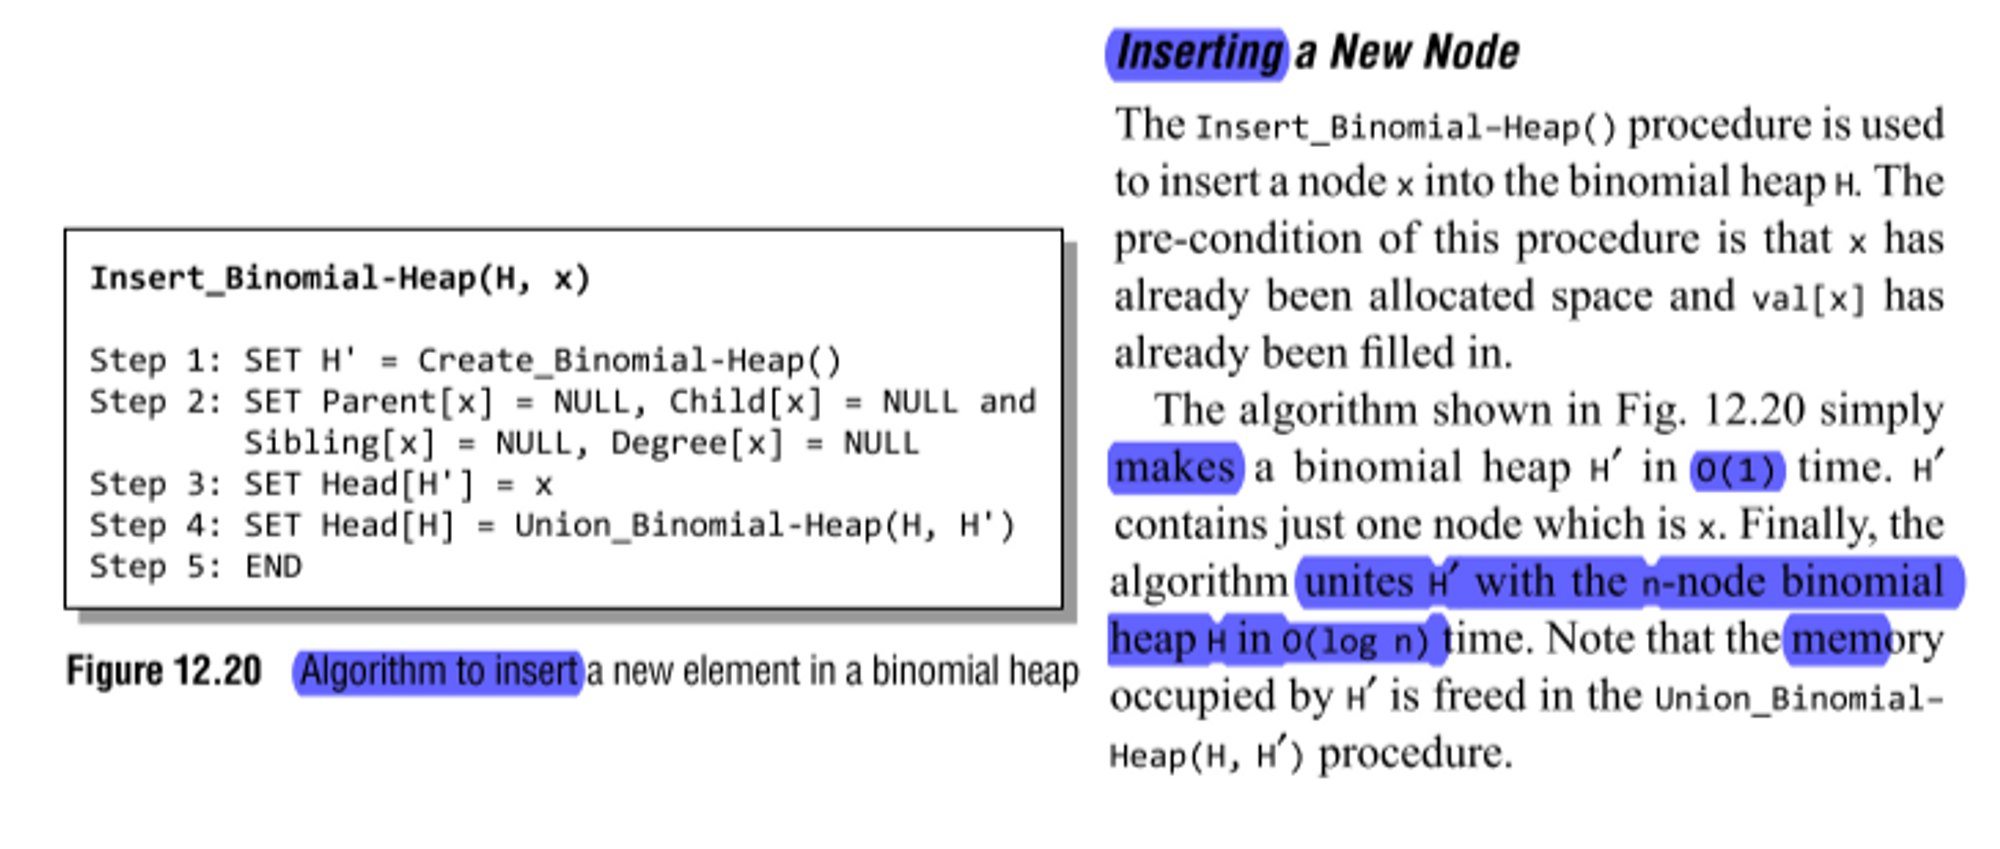 Insert_Binomial-Heap(H, x)
Step 1: SET H' = Create_Binomial-Heap()
Step 2: SET Parent[x] = NULL, Child[x] = NULL and
Sibling[x] = NULL, Degree[x] = NULL
Step 3: SET Head[H'] = x
Step 4: SET Head[H] = Union_Binomial-Heap(H, H')
Step 5: END
Figure 12.20 Algorithm to insert a new element in a binomial heap
Inserting a New Node
The Insert_Binomial-Heap() procedure is used
to insert a node x into the binomial heap H. The
pre-condition of this procedure is that x has
already been allocated space and val[x] has
already been filled in.
The algorithm shown in Fig. 12.20 simply
makes a binomial heap H′ in O(1) time. H′
contains just one node which is x. Finally, the
algorithm unites H′ with the n-node binomial
heap H in O(log n) time. Note that the memory
occupied by H′ is freed in the Union_Binomial-
Heap(H, H′) procedure.